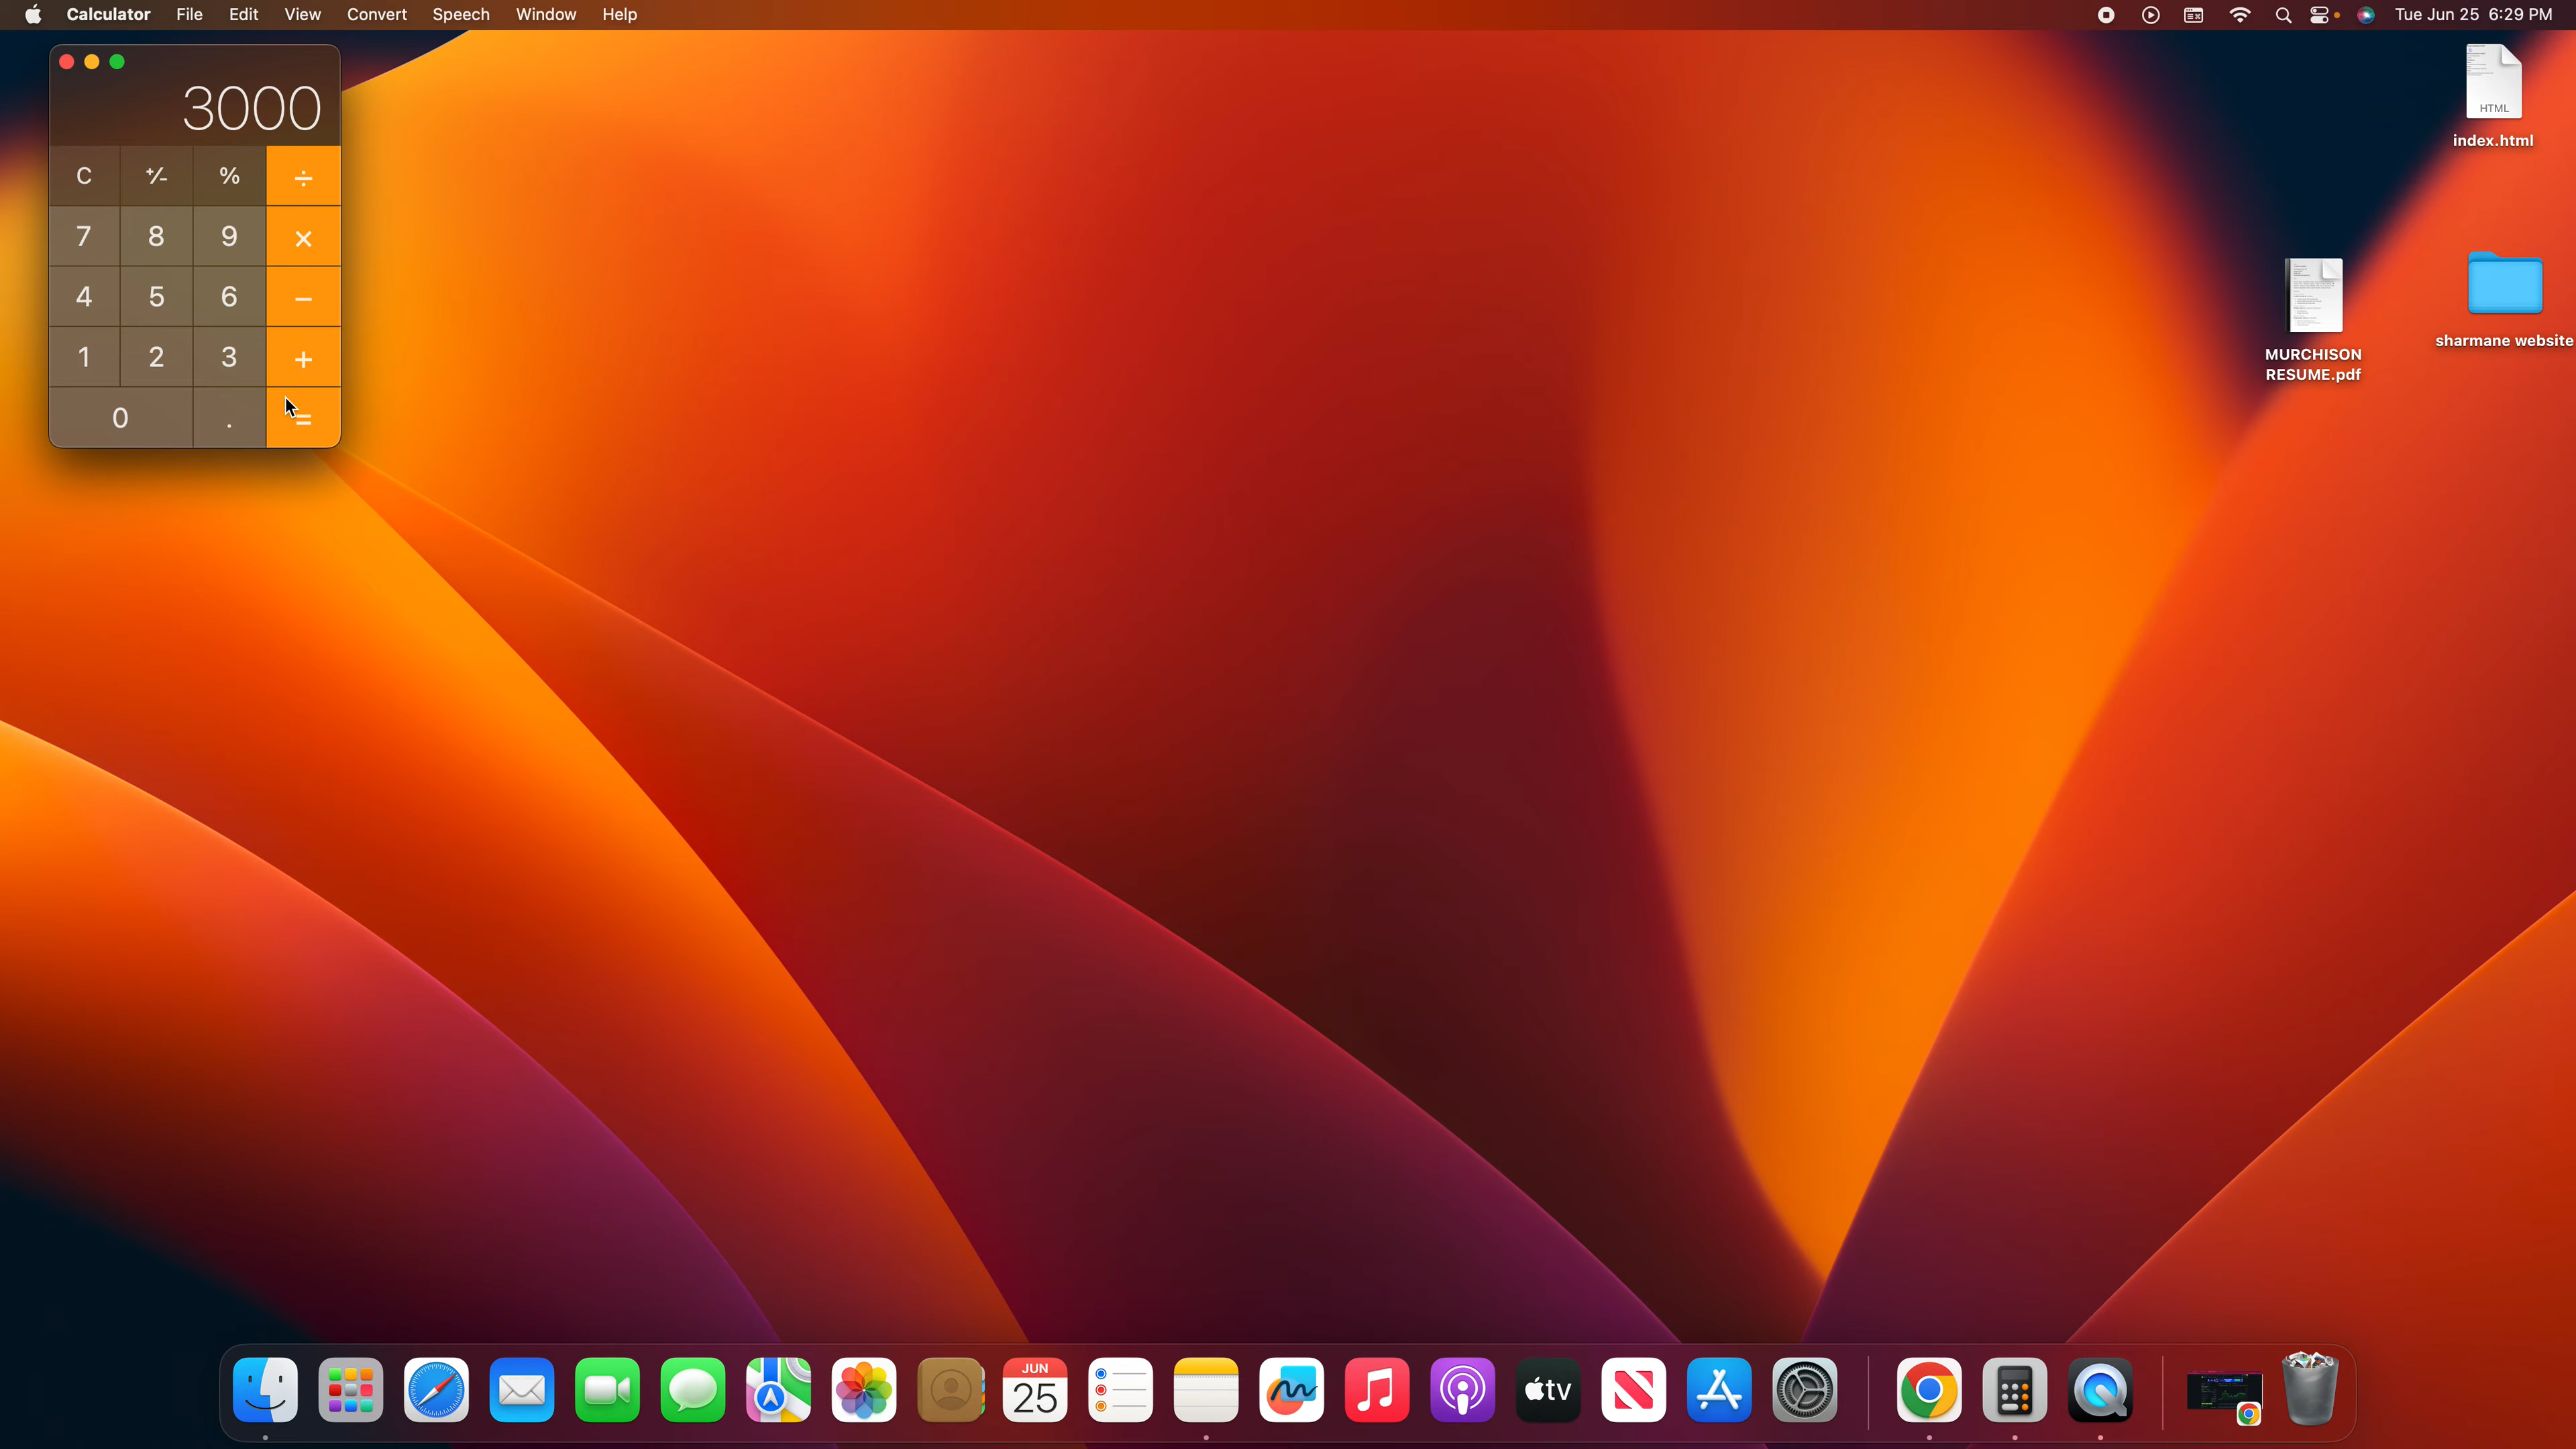 Calculator File Edit View Convert Speech Window Help
Tue Jun 25 6:29 PM
3000
C +/- % ÷
7 8 9 ×
4 5 6 −
1 2 3 +
0 . =
HTML
index.html
MURCHISON
RESUME.pdf
sharmane website
JUN
25
tv